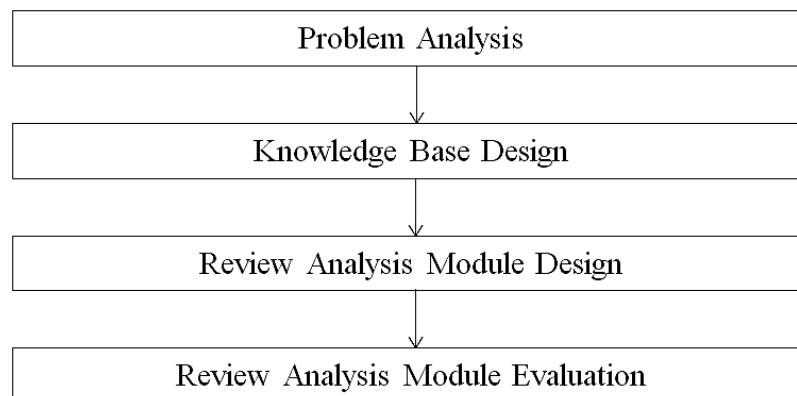 Problem Analysis
Knowledge Base Design
Review Analysis Module Design
Review Analysis Module Evaluation